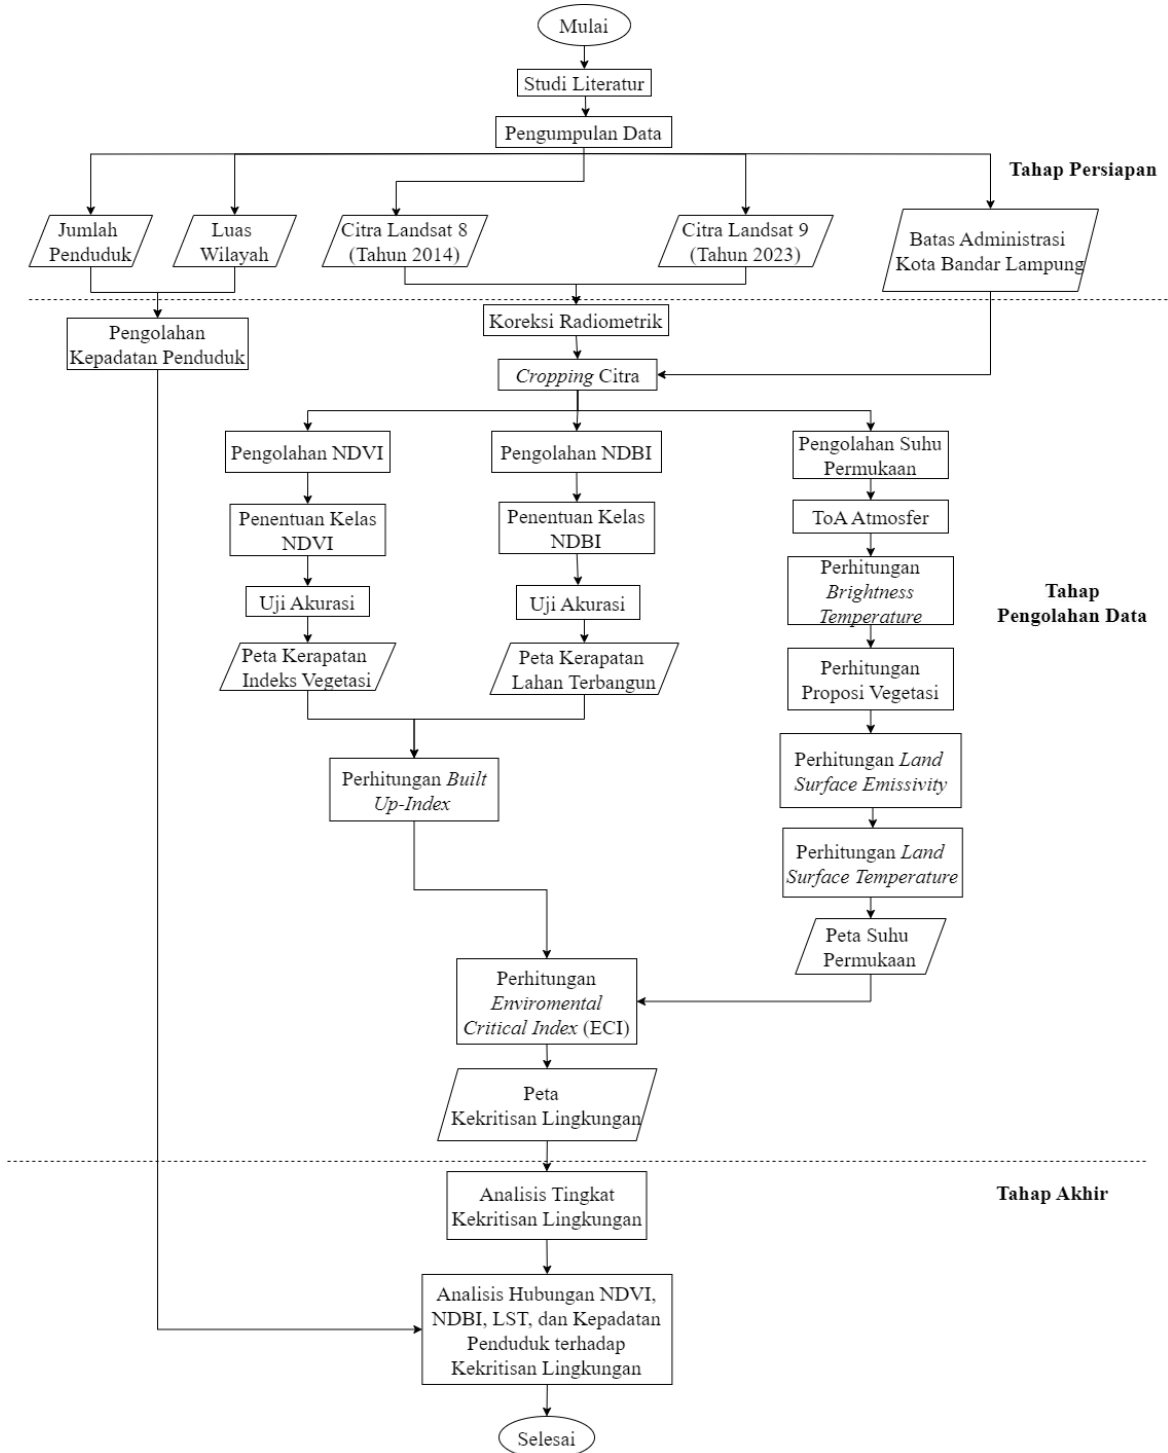 Mulai
Studi Literatur
Pengumpulan Data
Tahap Persiapan
Jumlah
Penduduk
Luas
Wilayah
Citra Landsat 8
(Tahun 2014)
Citra Landsat 9
(Tahun 2023)
Batas Administrasi
Kota Bandar Lampung
Pengolahan
Kepadatan Penduduk
Koreksi Radiometrik
Cropping Citra
Pengolahan NDVI
Pengolahan NDBI
Pengolahan Suhu
Permukaan
Penentuan Kelas
NDVI
Penentuan Kelas
NDBI
ToA Atmosfer
Uji Akurasi
Uji Akurasi
Perhitungan
Brightness
Temperature
Tahap
Pengolahan Data
Peta Kerapatan
Indeks Vegetasi
Peta Kerapatan
Lahan Terbangun
Perhitungan
Proposi Vegetasi
Perhitungan Built
Up-Index
Perhitungan Land
Surface Emissivity
Perhitungan Land
Surface Temperature
Peta Suhu
Permukaan
Perhitungan
Enviromental
Critical Index (ECI)
Peta
Kekritisan Lingkungan
Tahap Akhir
Analisis Tingkat
Kekritisan Lingkungan
Analisis Hubungan NDVI,
NDBI, LST, dan Kepadatan
Penduduk terhadap
Kekritisan Lingkungan
Selesai